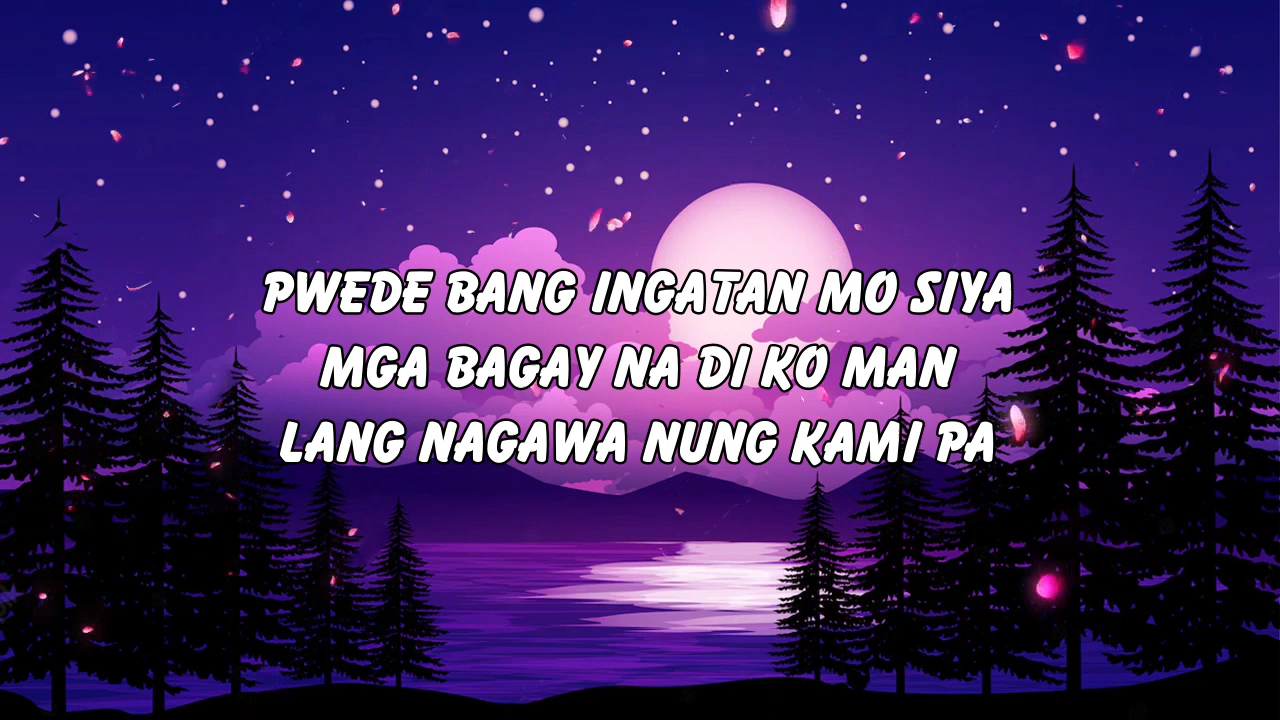 PWEDE BANG INGATAN MO SIYA
MGA BAGAY NA DI KO MAN
LANG NAGAWA NUNG KAMI PA